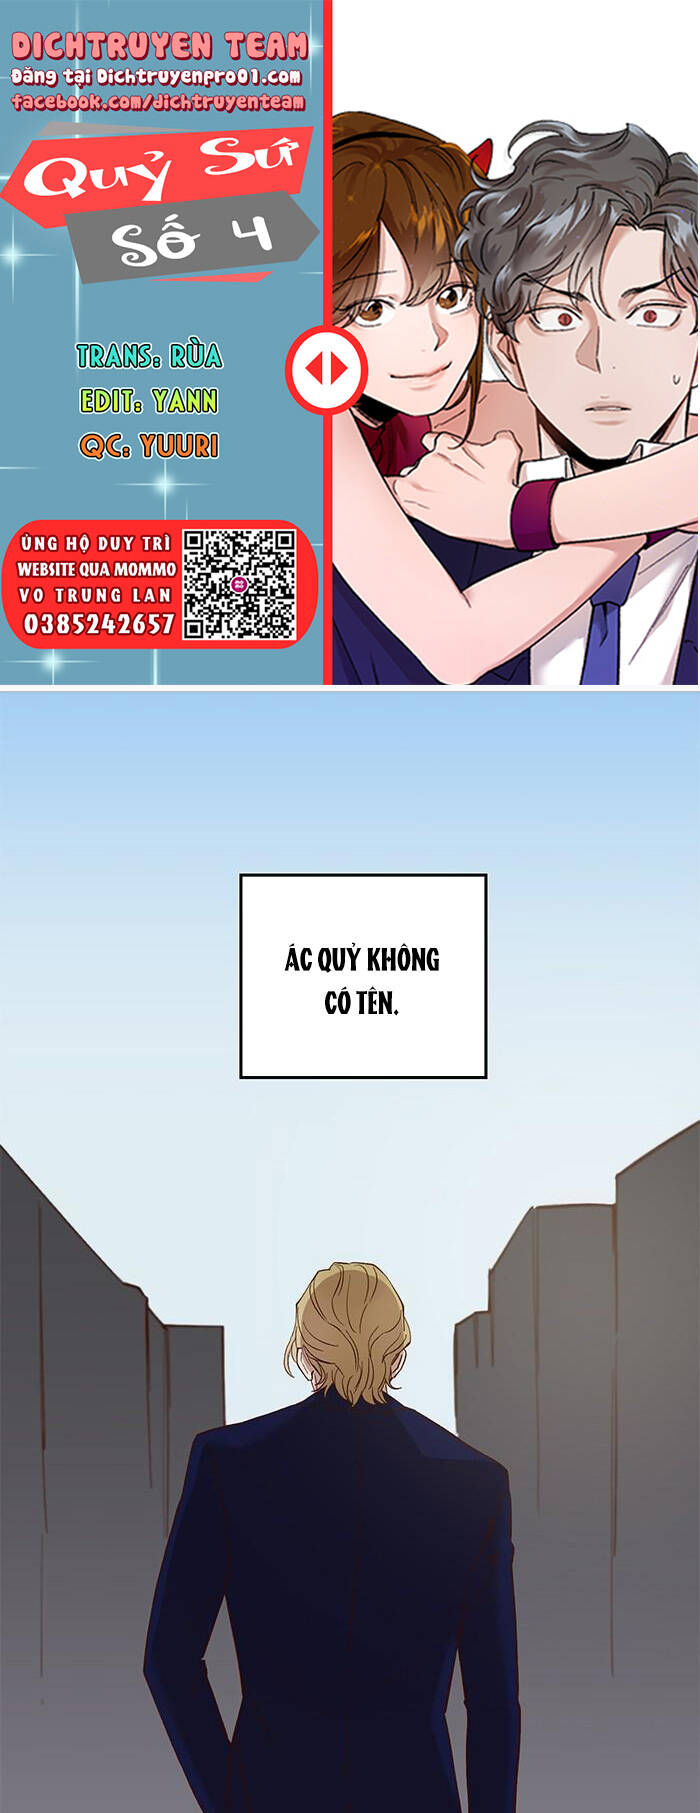 DICHTRUYEN TEAM
Đăng tại Dichtruyenpro01.com
facebook.com/dichtruyenteam
Quỷ Sứ
Số 4
TRANS: RÙA
EDIT: YANN
QC: YUURI
ỦNG HỘ DUY TRÌ
WEBSITE QUA MOMMO
VO TRUNG LAN
0385242657
ÁC QUỶ KHÔNG
CÓ TÊN.